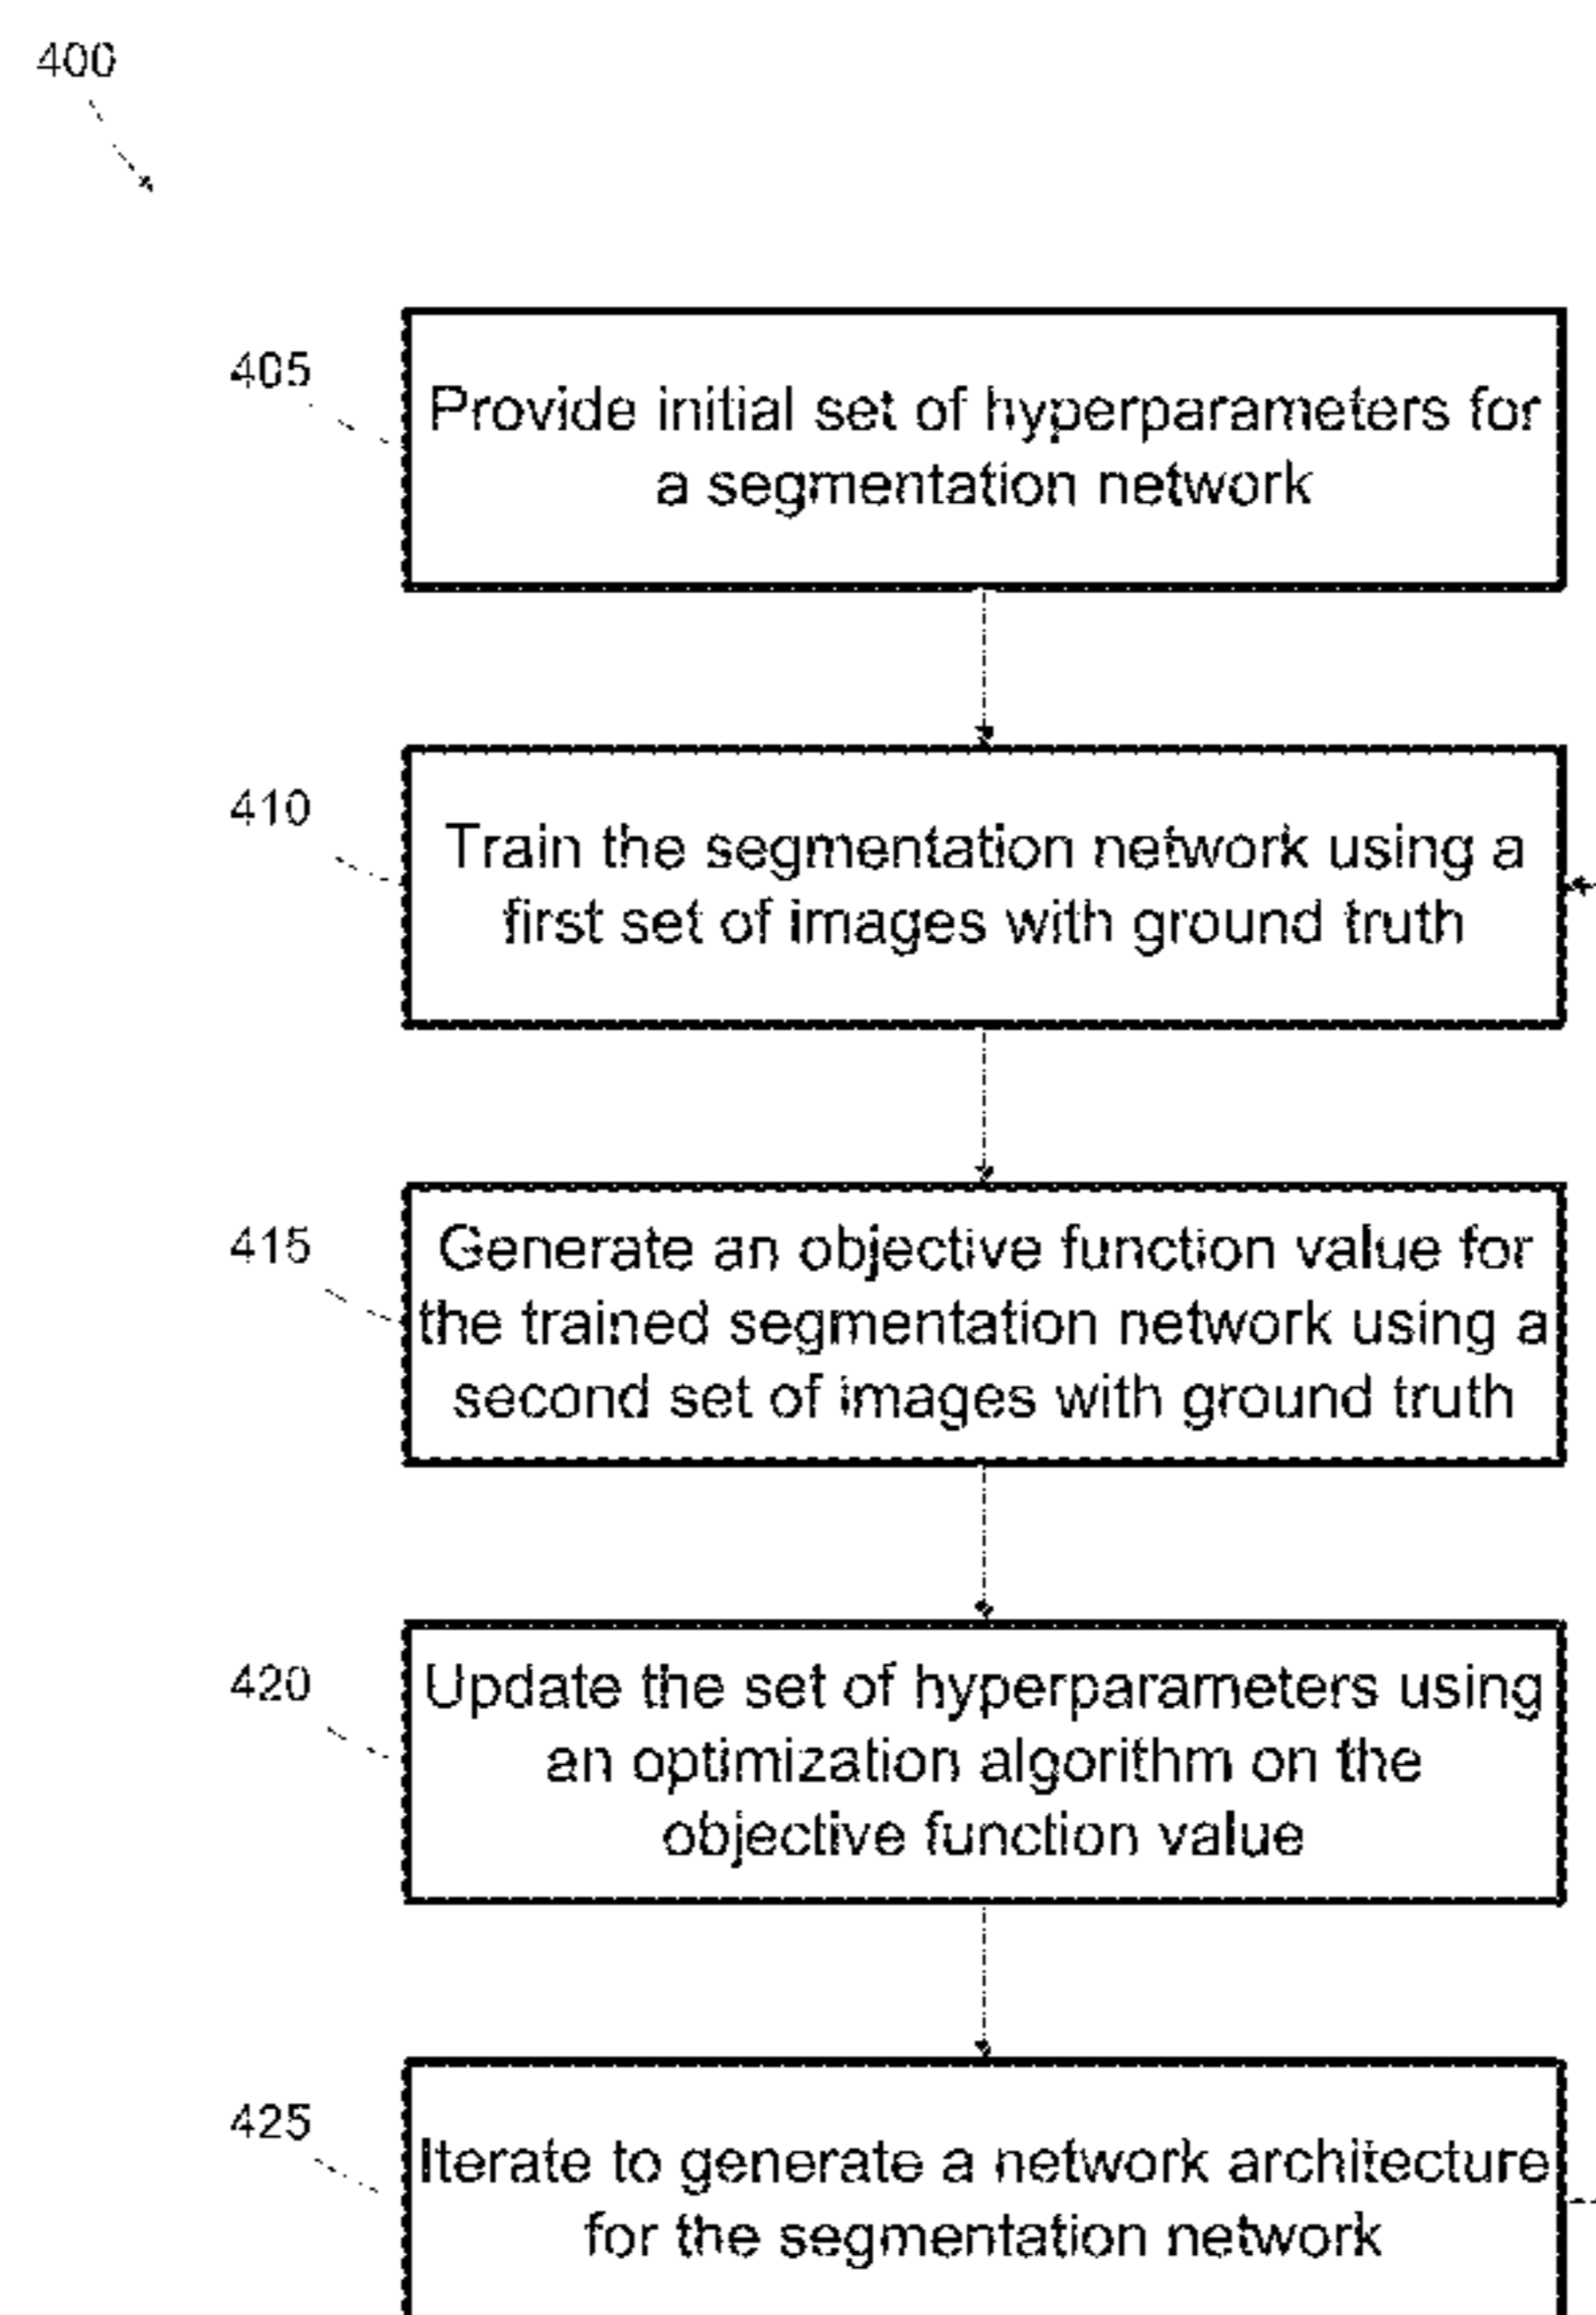 400
405
Provide initial set of hyperparameters for
a segmentation network
410
Train the segmentation network using a
first set of images with ground truth
415
Generate an objective function value for
the trained segmentation network using a
second set of images with ground truth
420
Update the set of hyperparameters using
an optimization algorithm on the
objective function value
425
Iterate to generate a network architecture
for the segmentation network